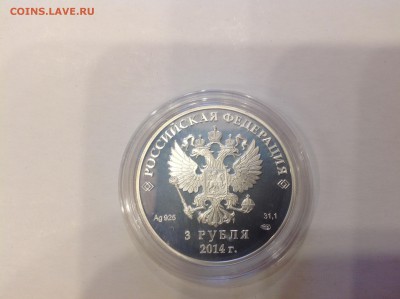 COINS.LAVE.RU
РОССИЙСКАЯ ФЕДЕРАЦИЯ
Ag 925
31,1
3 РУБЛЯ
2014 г.